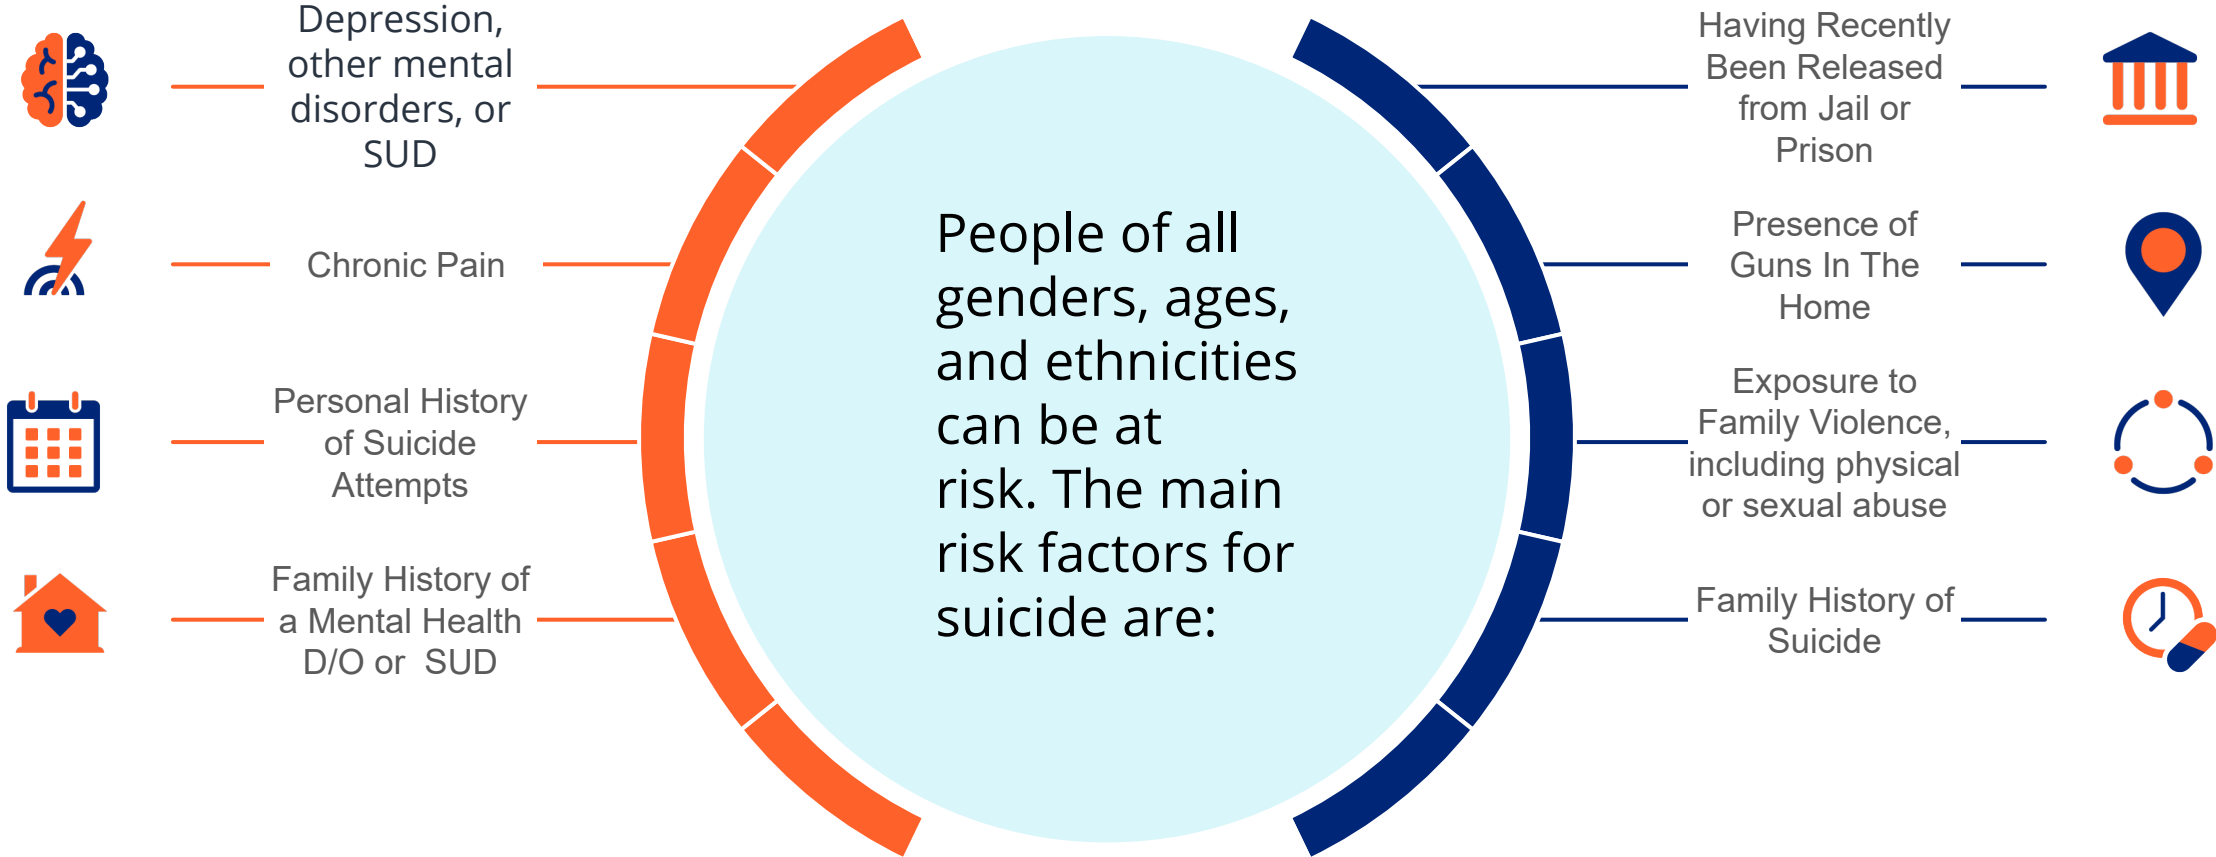 Depression,
other mental
disorders, or
SUD
Chronic Pain
Personal History
of Suicide
Attempts
Family History of
a Mental Health
D/O or  SUD
People of all
genders, ages,
and ethnicities
can be at
risk. The main
risk factors for
suicide are:
Having Recently
Been Released
from Jail or
Prison
Presence of
Guns In The
Home
Exposure to
Family Violence,
including physical
or sexual abuse
Family History of
Suicide